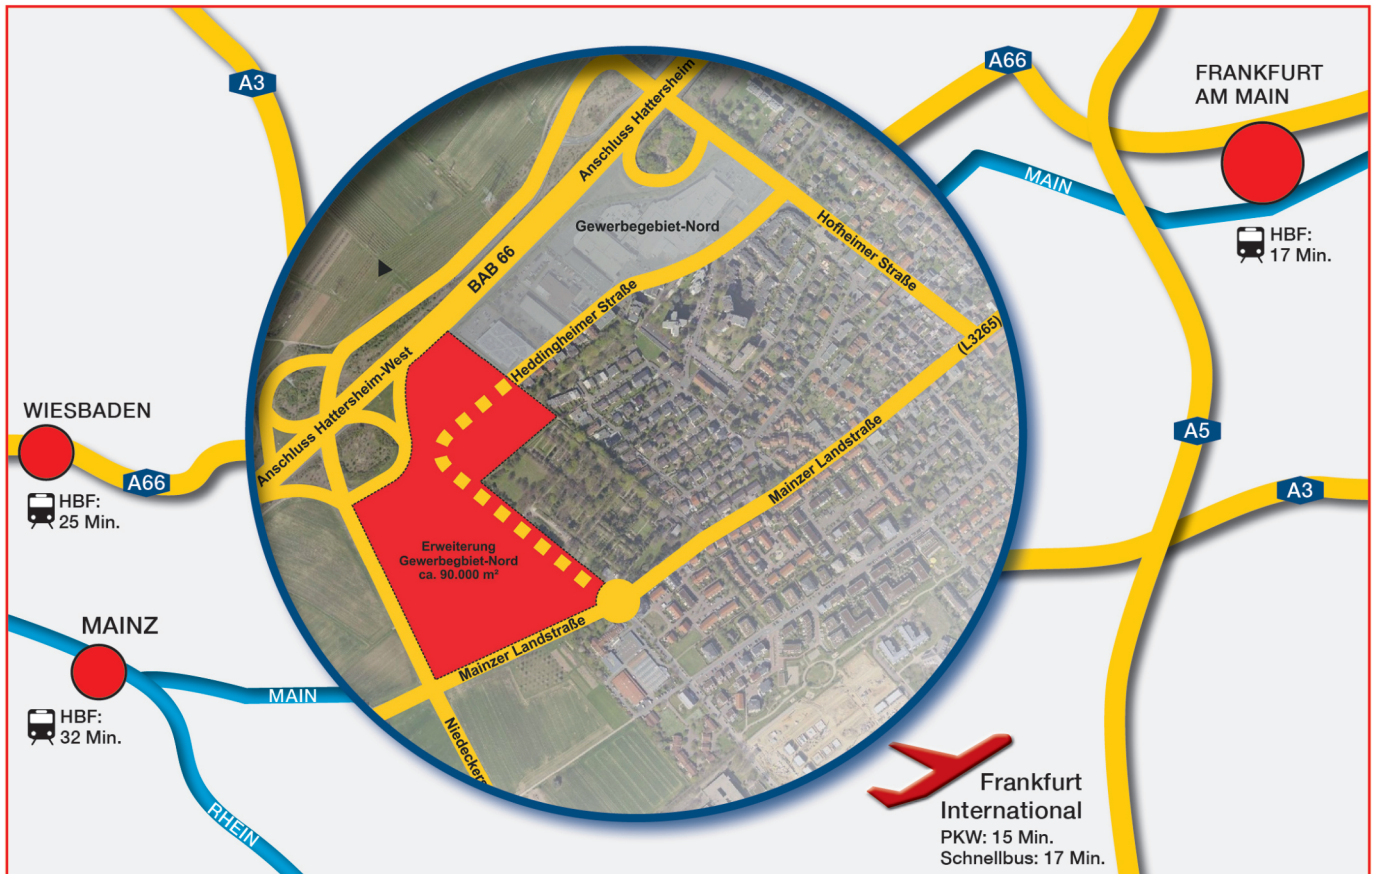 A3
A66
FRANKFURT
AM MAIN
MAIN
HBF:
17 Min.
Anschluss Hattersheim
Gewerbegebiet-Nord
Hofheimer Straße
BAB 66
Heddingheimer Straße
(L3265)
Anschluss Hattersheim-West
WIESBADEN
A66
HBF:
25 Min.
Mainzer Landstraße
A5
A3
Erweiterung
Gewerbegbiet-Nord
ca. 90.000 m²
MAINZ
HBF:
32 Min.
MAIN
Mainzer Landstraße
Niedeckers
RHEIN
Frankfurt
International
PKW: 15 Min.
Schnellbus: 17 Min.